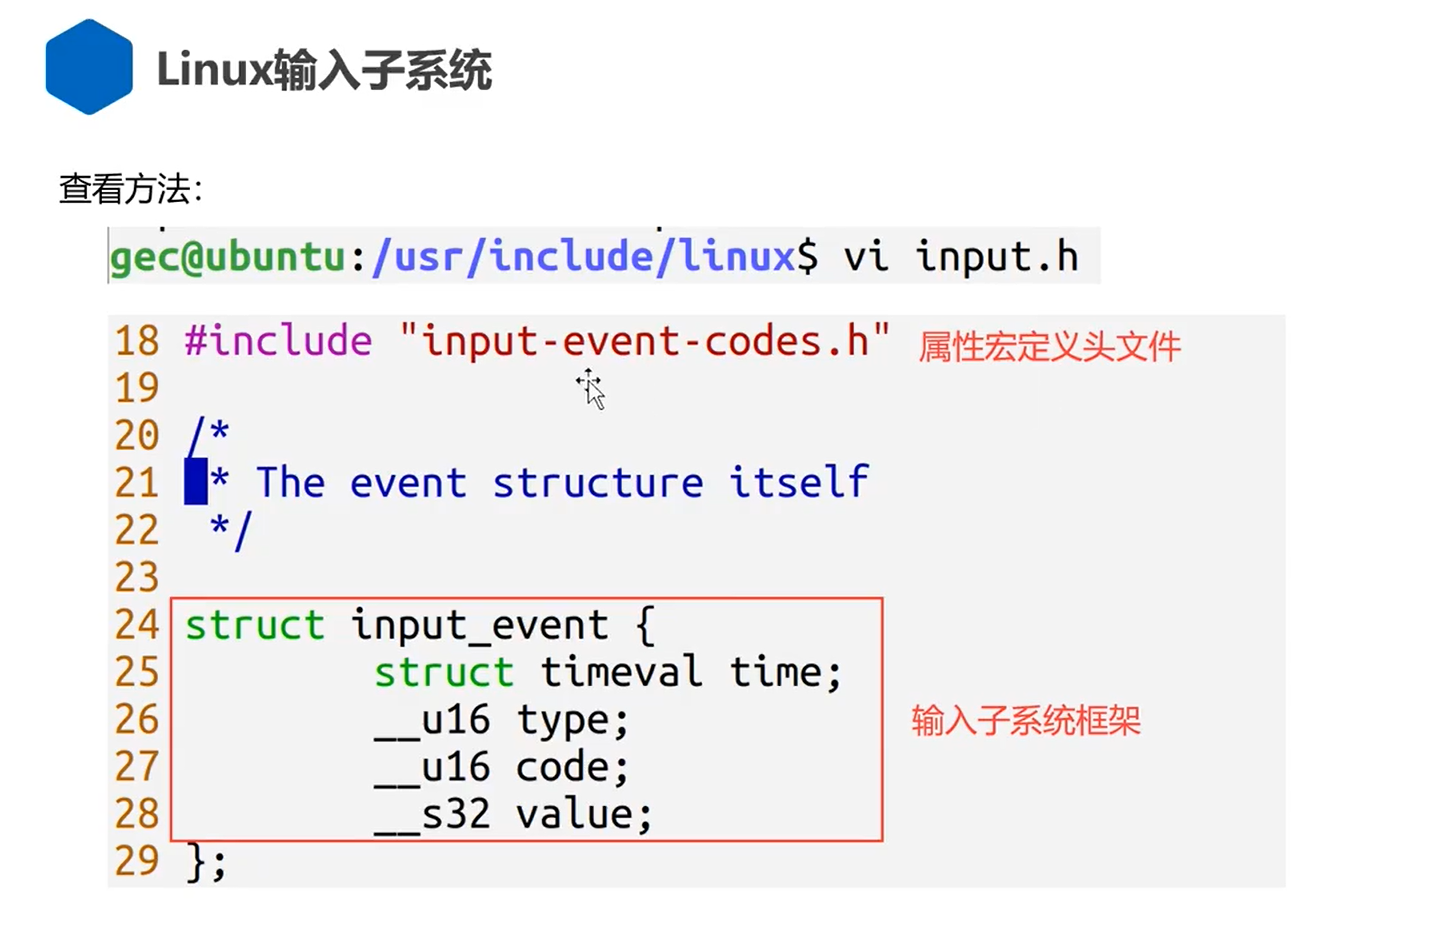 Linux输入子系统
查看方法：
gec@ubuntu:/usr/include/linux$ vi input.h
18 #include "input-event-codes.h" 属性宏定义头文件
19
20 /*
21 * The event structure itself
22 */
23
24 struct input_event {
25 struct timeval time;
26 __u16 type; 输入子系统框架
27 __u16 code;
28 __s32 value;
29 };